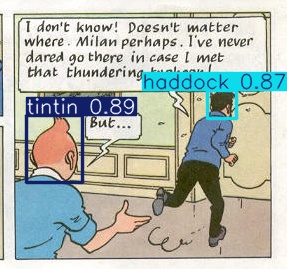 I don't know! Doesn't matter
where. Milan perhaps. I've never
dared go there in case I met
that thundering
haddock 0.87
tintin 0.89
But...